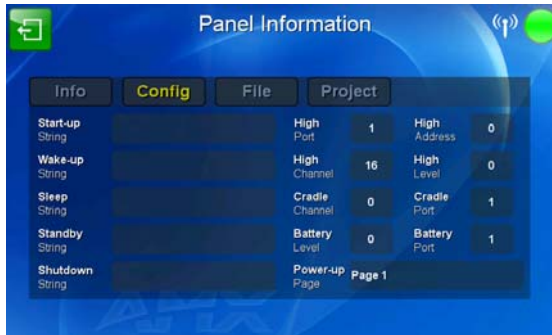 Panel Information
Info Config File Project
Start-up String High Port 1 High Address 0
Wake-up String High Channel 16 High Level 0
Sleep String Cradle Channel 0 Cradle Port 1
Standby String Battery Level 0 Battery Port 1
Shutdown String Power-up Page Page 1
AMX